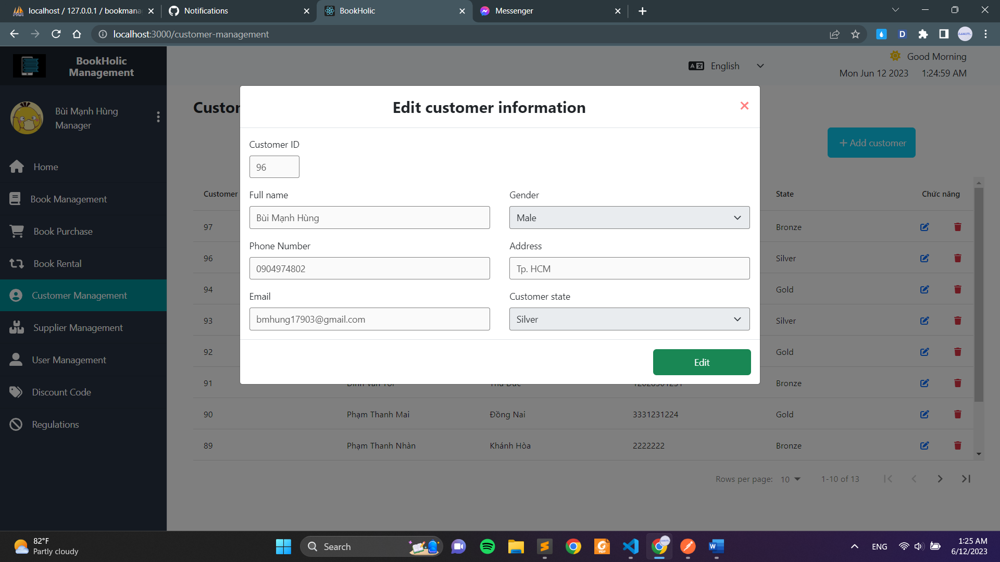 localhost / 127.0.0.1 / bookmana
Notifications
BookHolic
Messenger
localhost:3000/customer-management
D
BookHolic
Management
English
Good Morning
Mon Jun 12 2023 1:24:59 AM
Bùi Mạnh Hùng
Manager
Home
Book Management
Book Purchase
Book Rental
Customer Management
Supplier Management
User Management
Discount Code
Regulations
Custor
+ Add customer
Edit customer information
Customer ID
96
Full name
Gender
Bùi Mạnh Hùng
Male
Phone Number
Address
0904974802
Tp. HCM
Email
Customer state
bmhung17903@gmail.com
Silver
Edit
Customer State Chức năng
97 Bronze
96 Silver
94 Gold
93 Silver
92 Gold
91 Bronze
90 Phạm Thanh Mai Đồng Nai 3331231224 Gold
89 Phạm Thanh Nhàn Khánh Hòa 2222222 Bronze
Rows per page: 10 1-10 of 13
82°F
Partly cloudy
Search
PDF
W
ENG
1:25 AM
6/12/2023